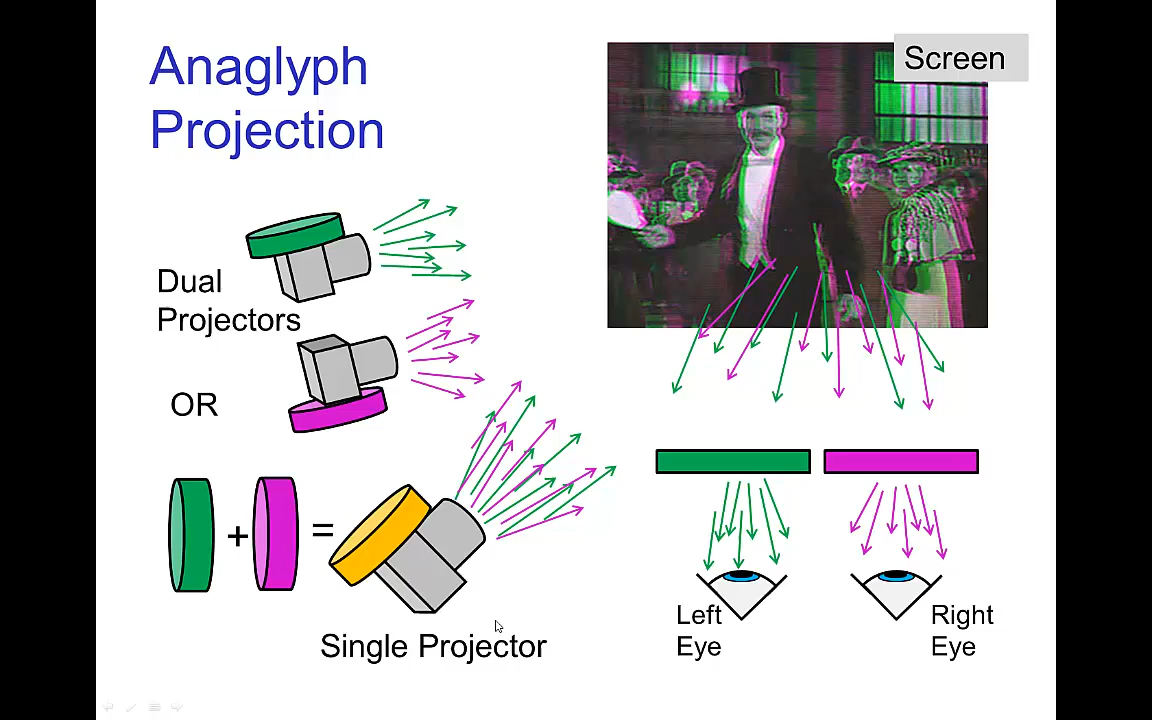 Anaglyph
Projection
Screen
Dual
Projectors
OR
+
=
Single Projector
Left
Eye
Right
Eye